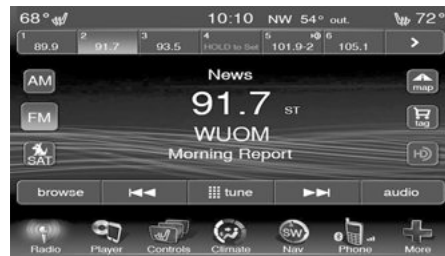 68° 10:10 NW 54° out. 72°
1 2 3 4 5 HD 6
89.9 91.7 93.5 HOLD to Set 101.9-2 105.1 >
News
AM map
91.7 ST
FM tag
WUOM
SAT Morning Report HD
browse tune audio
SW
Radio Player Controls Climate Nav Phone More